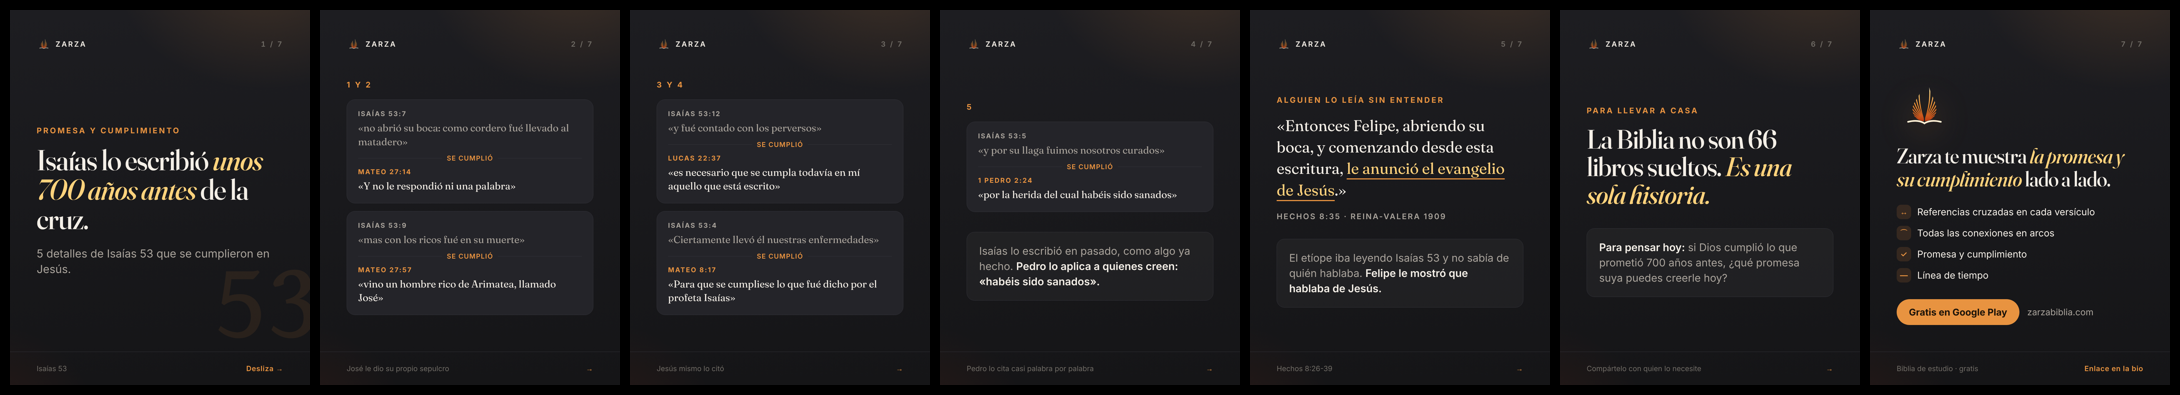 ZARZA
1 / 7
PROMESA Y CUMPLIMIENTO
Isaías lo escribió unos
700 años antes de la
cruz.
5 detalles de Isaías 53 que se cumplieron en
Jesús.
53
Isaías 53
Desliza →
ZARZA
2 / 7
1 Y 2
ISAÍAS 53:7
«no abrió su boca: como cordero fué llevado al
matadero»
SE CUMPLIÓ
MATEO 27:14
«Y no le respondió ni una palabra»
ISAÍAS 53:9
«mas con los ricos fué en su muerte»
SE CUMPLIÓ
MATEO 27:57
«vino un hombre rico de Arimatea, llamado
José»
José le dio su propio sepulcro
→
ZARZA
3 / 7
3 Y 4
ISAÍAS 53:12
«y fué contado con los perversos»
SE CUMPLIÓ
LUCAS 22:37
«es necesario que se cumpla todavía en mí
aquello que está escrito»
ISAÍAS 53:4
«Ciertamente llevó él nuestras enfermedades»
SE CUMPLIÓ
MATEO 8:17
«Para que se cumpliese lo que fué dicho por el
profeta Isaías»
Jesús mismo lo citó
→
ZARZA
4 / 7
5
ISAÍAS 53:5
«y por su llaga fuimos nosotros curados»
SE CUMPLIÓ
1 PEDRO 2:24
«por la herida del cual habéis sido sanados»
Isaías lo escribió en pasado, como algo ya
hecho. Pedro lo aplica a quienes creen:
«habéis sido sanados».
Pedro lo cita casi palabra por palabra
→
ZARZA
5 / 7
ALGUIEN LO LEÍA SIN ENTENDER
«Entonces Felipe, abriendo su
boca, y comenzando desde esta
escritura, le anunció el evangelio
de Jesús.»
HECHOS 8:35 · REINA-VALERA 1909
El etíope iba leyendo Isaías 53 y no sabía de
quién hablaba. Felipe le mostró que
hablaba de Jesús.
Hechos 8:26-39
→
ZARZA
6 / 7
PARA LLEVAR A CASA
La Biblia no son 66
libros sueltos. Es una
sola historia.
Para pensar hoy: si Dios cumplió lo que
prometió 700 años antes, ¿qué promesa
suya puedes creerle hoy?
Compártelo con quien lo necesite
→
ZARZA
7 / 7
Zarza te muestra la promesa y
su cumplimiento lado a lado.
Referencias cruzadas en cada versículo
Todas las conexiones en arcos
Promesa y cumplimiento
Línea de tiempo
Gratis en Google Play
zarzabiblia.com
Biblia de estudio · gratis
Enlace en la bio